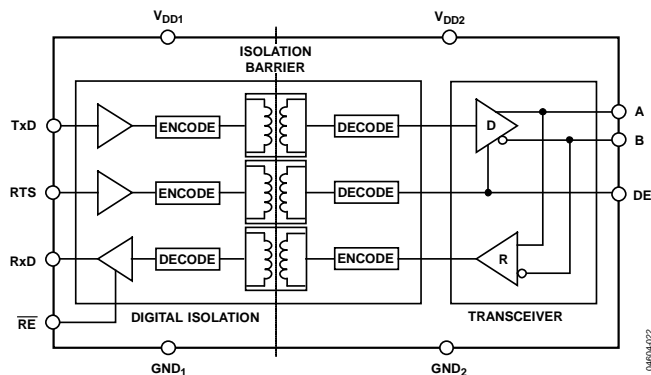 VDD1
VDD2
ISOLATION
BARRIER
TxD
ENCODE
DECODE
D
A
B
RTS
ENCODE
DECODE
DE
RxD
DECODE
ENCODE
R
RE
DIGITAL ISOLATION
TRANSCEIVER
GND1
GND2
04604-022